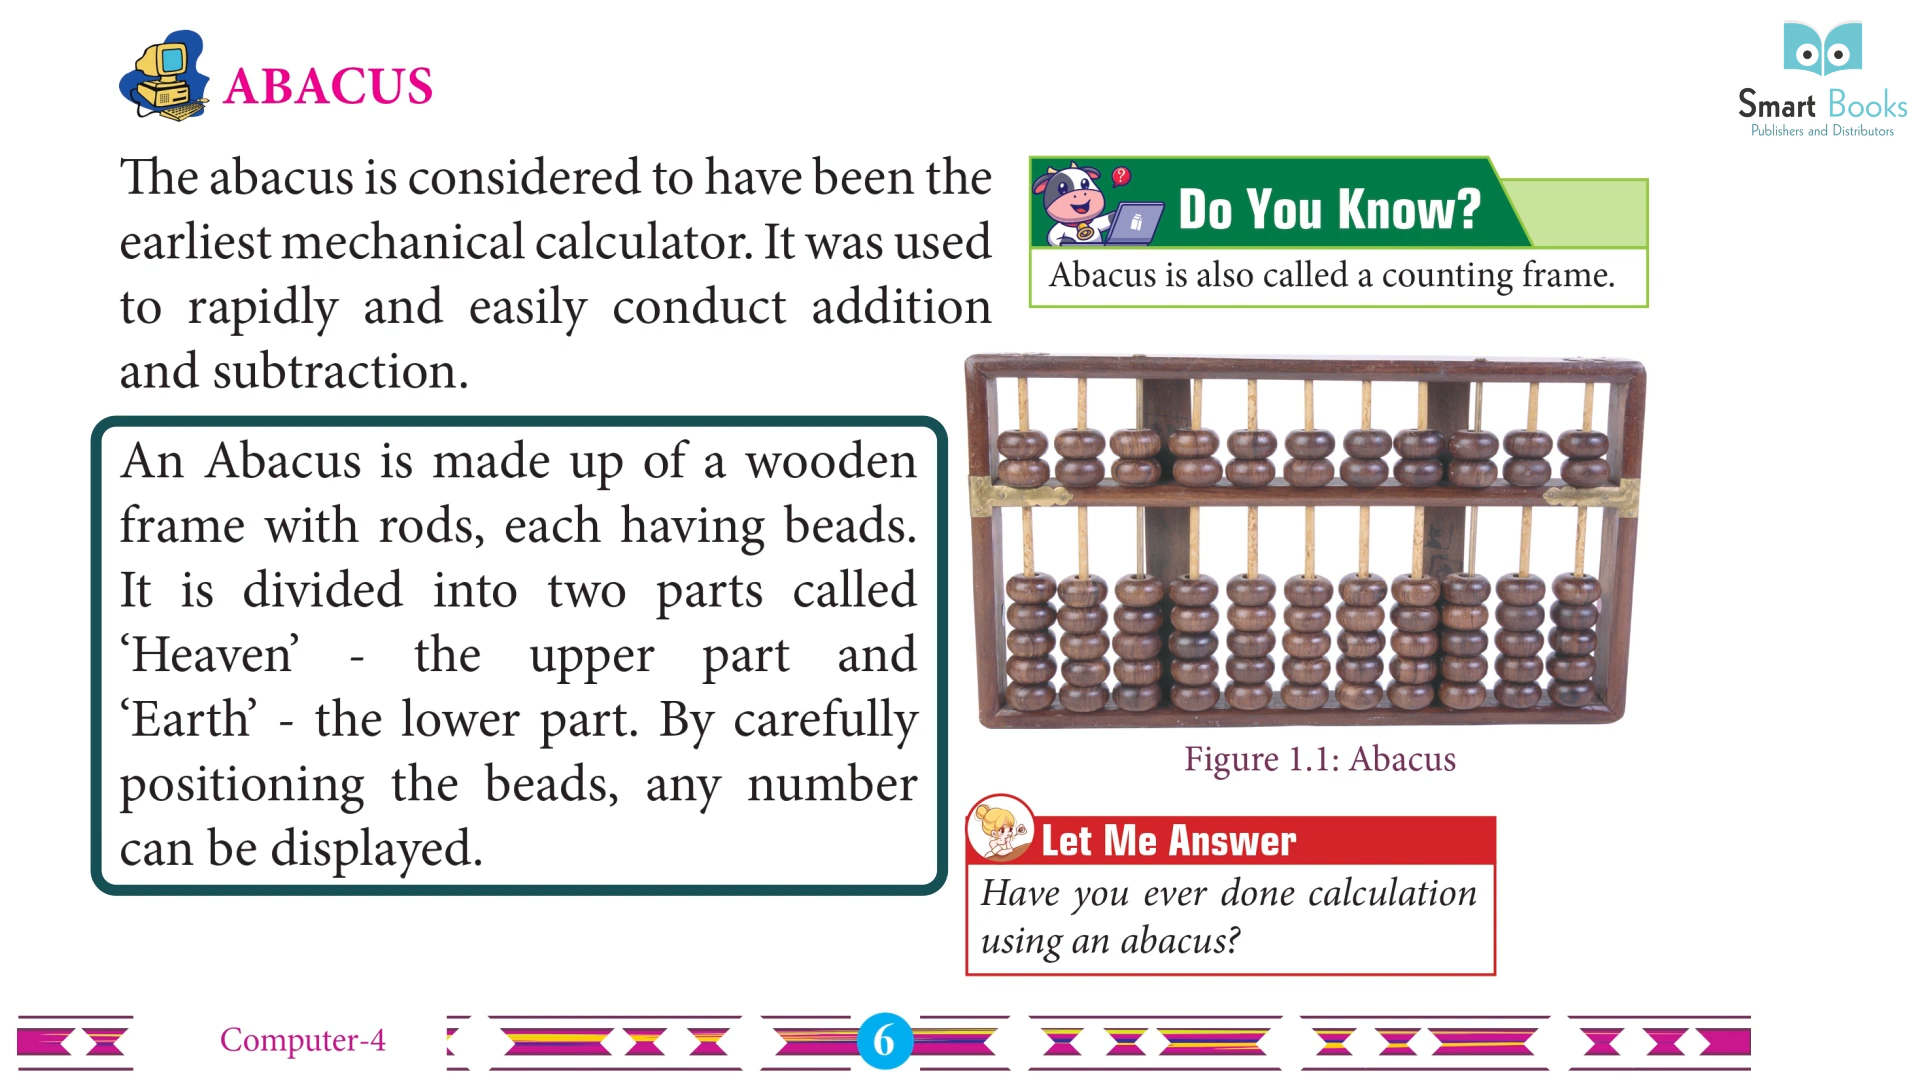 ABACUS
Smart Books
Publishers and Distributors
The abacus is considered to have been the
earliest mechanical calculator. It was used
to rapidly and easily conduct addition
and subtraction.
Do You Know?
Abacus is also called a counting frame.
An Abacus is made up of a wooden
frame with rods, each having beads.
It is divided into two parts called
‘Heaven’ - the upper part and
‘Earth’ - the lower part. By carefully
positioning the beads, any number
can be displayed.
Figure 1.1: Abacus
?
Let Me Answer
Have you ever done calculation
using an abacus?
Computer-4
6